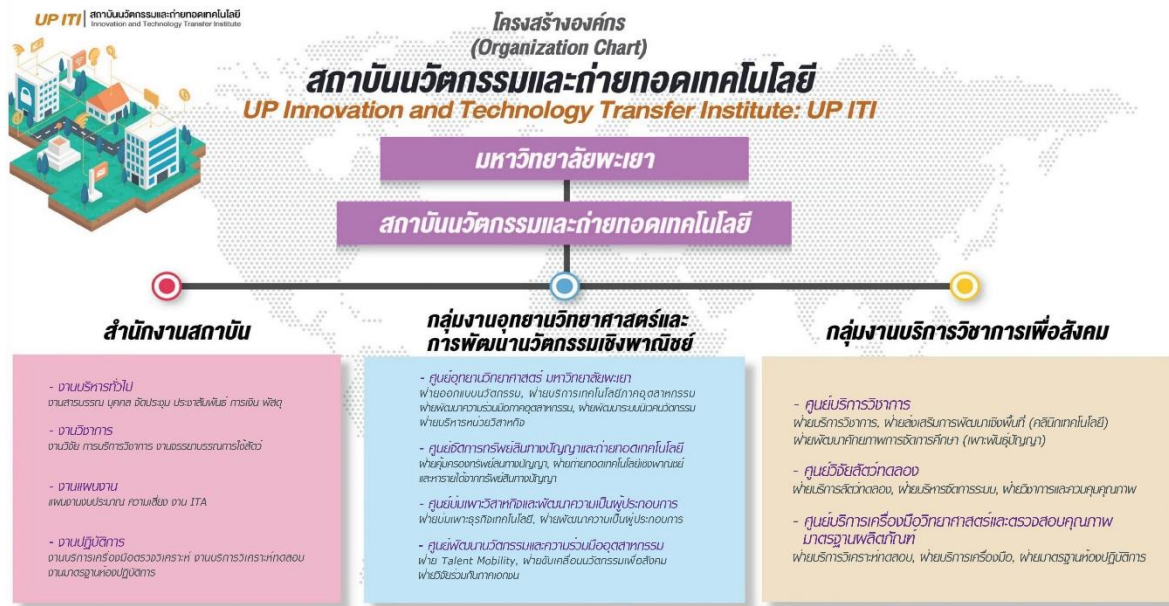 UP ITI
สถาบันนวัตกรรมและถ่ายทอดเทคโนโลยี
Innovation and Technology Transfer Institute
โครงสร้างองค์กร
(Organization Chart)
สถาบันนวัตกรรมและถ่ายทอดเทคโนโลยี
UP Innovation and Technology Transfer Institute: UP ITI
มหาวิทยาลัยพะเยา
สถาบันนวัตกรรมและถ่ายทอดเทคโนโลยี
สำนักงานสถาบัน
- งานบริหารทั่วไป
งานสารบรรณ บุคคล จัดประชุม ประชาสัมพันธ์ การเงิน พัสดุ
- งานวิชาการ
งานวิจัย การบริการวิชาการ งานจรรยาบรรณการใช้สัตว์
- งานแผนงาน
แผนงานงบประมาณ ความเสี่ยง งาน ITA
- งานปฏิบัติการ
งานบริการเครื่องมือตรวจวิเคราะห์ งานบริการวิเคราะห์ทดสอบ
งานมาตรฐานห้องปฏิบัติการ
กลุ่มงานอุทยานวิทยาศาสตร์และ
การพัฒนานวัตกรรมเชิงพาณิชย์
- ศูนย์อุทยานวิทยาศาสตร์ มหาวิทยาลัยพะเยา
ฝ่ายออกแบบนวัตกรรม, ฝ่ายบริการเทคโนโลยีภาคอุตสาหกรรม
ฝ่ายพัฒนาความร่วมมือภาคอุตสาหกรรม, ฝ่ายพัฒนาระบบนิเวศนวัตกรรม
ฝ่ายบริหารหน่วยวิสาหกิจ
- ศูนย์จัดการทรัพย์สินทางปัญญาและถ่ายทอดเทคโนโลยี
ฝ่ายคุ้มครองทรัพย์สินทางปัญญา, ฝ่ายถ่ายทอดเทคโนโลยีเชิงพาณิชย์
และหารายได้จากทรัพย์สินทางปัญญา
- ศูนย์บ่มเพาะวิสาหกิจและพัฒนาความเป็นผู้ประกอบการ
ฝ่ายบ่มเพาะธุรกิจเทคโนโลยี, ฝ่ายพัฒนาความเป็นผู้ประกอบการ
- ศูนย์พัฒนานวัตกรรมและความร่วมมืออุตสาหกรรม
ฝ่าย Talent Mobility, ฝ่ายขับเคลื่อนนวัตกรรมเพื่อสังคม
ฝ่ายวิจัยร่วมกับภาคเอกชน
กลุ่มงานบริการวิชาการเพื่อสังคม
- ศูนย์บริการวิชาการ
ฝ่ายบริการวิชาการ, ฝ่ายส่งเสริมการพัฒนาเชิงพื้นที่ (คลินิกเทคโนโลยี)
ฝ่ายพัฒนาศักยภาพการจัดการศึกษา (เพาะพันธุ์ปัญญา)
- ศูนย์วิจัยสัตว์ทดลอง
ฝ่ายบริการสัตว์ทดลอง, ฝ่ายบริหารจัดการระบบ, ฝ่ายวิชาการและควบคุมคุณภาพ
- ศูนย์บริการเครื่องมือวิทยาศาสตร์และตรวจสอบคุณภาพ
มาตรฐานผลิตภัณฑ์
ฝ่ายบริการวิเคราะห์ทดสอบ, ฝ่ายบริการเครื่องมือ, ฝ่ายมาตรฐานห้องปฏิบัติการ